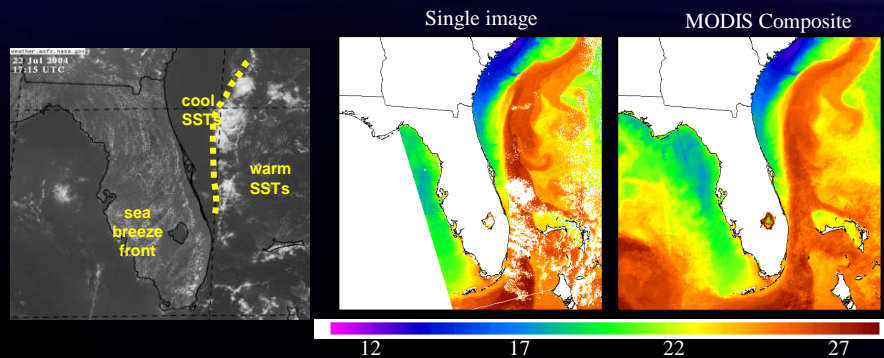 Single image
MODIS Composite
weather.msfc.nasa.gov
22 Jul 2004
17:15 UTC
cool
SSTs
warm
SSTs
sea
breeze
front
12
17
22
27